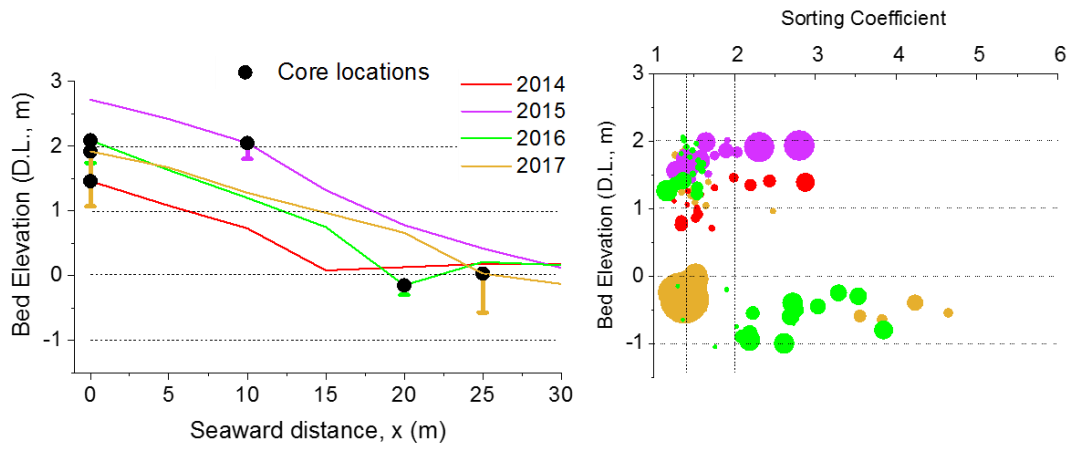 Sorting Coefficient
1 2 3 4 5 6
Core locations
2014
2015
2016
2017
Bed Elevation (D.L., m)
3
2
1
0
-1
0 5 10 15 20 25 30
Seaward distance, x (m)
Bed Elevation (D.L., m)
3
2
1
0
-1